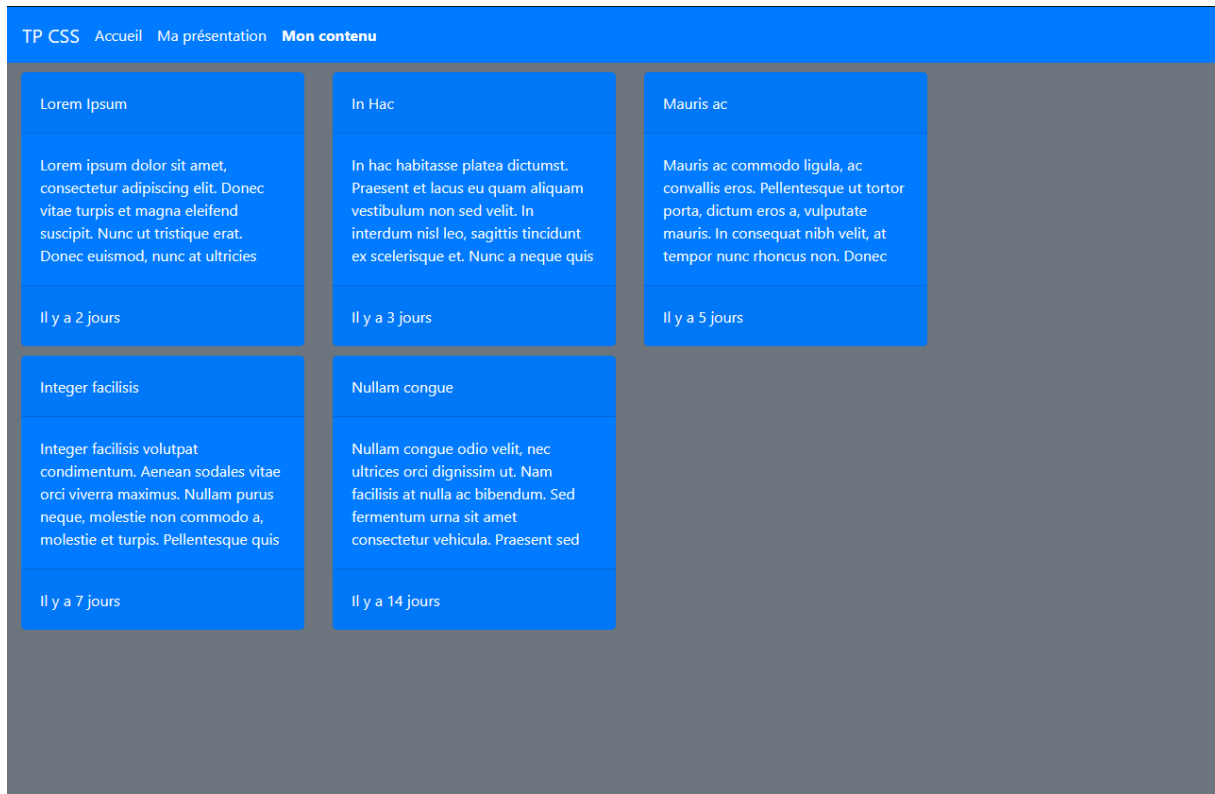 TP CSS Accueil Ma présentation Mon contenu
Lorem Ipsum
Lorem ipsum dolor sit amet,
consectetur adipiscing elit. Donec
vitae turpis et magna eleifend
suscipit. Nunc ut tristique erat.
Donec euismod, nunc at ultricies
Il y a 2 jours
In Hac
In hac habitasse platea dictumst.
Praesent et lacus eu quam aliquam
vestibulum non sed velit. In
interdum nisl leo, sagittis tincidunt
ex scelerisque et. Nunc a neque quis
Il y a 3 jours
Mauris ac
Mauris ac commodo ligula, ac
convallis eros. Pellentesque ut tortor
porta, dictum eros a, vulputate
mauris. In consequat nibh velit, at
tempor nunc rhoncus non. Donec
Il y a 5 jours
Integer facilisis
Integer facilisis volutpat
condimentum. Aenean sodales vitae
orci viverra maximus. Nullam purus
neque, molestie non commodo a,
molestie et turpis. Pellentesque quis
Il y a 7 jours
Nullam congue
Nullam congue odio velit, nec
ultrices orci dignissim ut. Nam
facilisis at nulla ac bibendum. Sed
fermentum urna sit amet
consectetur vehicula. Praesent sed
Il y a 14 jours